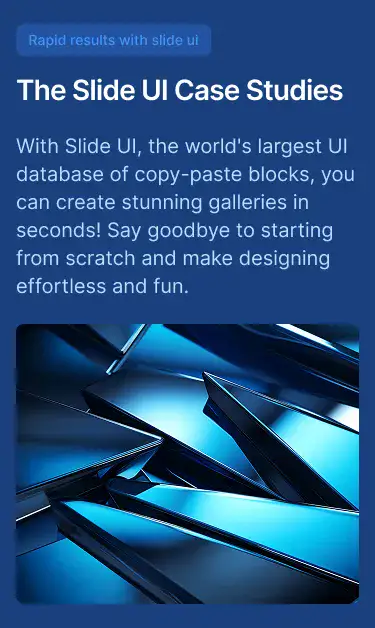 Rapid results with slide ui
The Slide UI Case Studies
With Slide UI, the world's largest UI
database of copy-paste blocks, you
can create stunning galleries in
seconds! Say goodbye to starting
from scratch and make designing
effortless and fun.